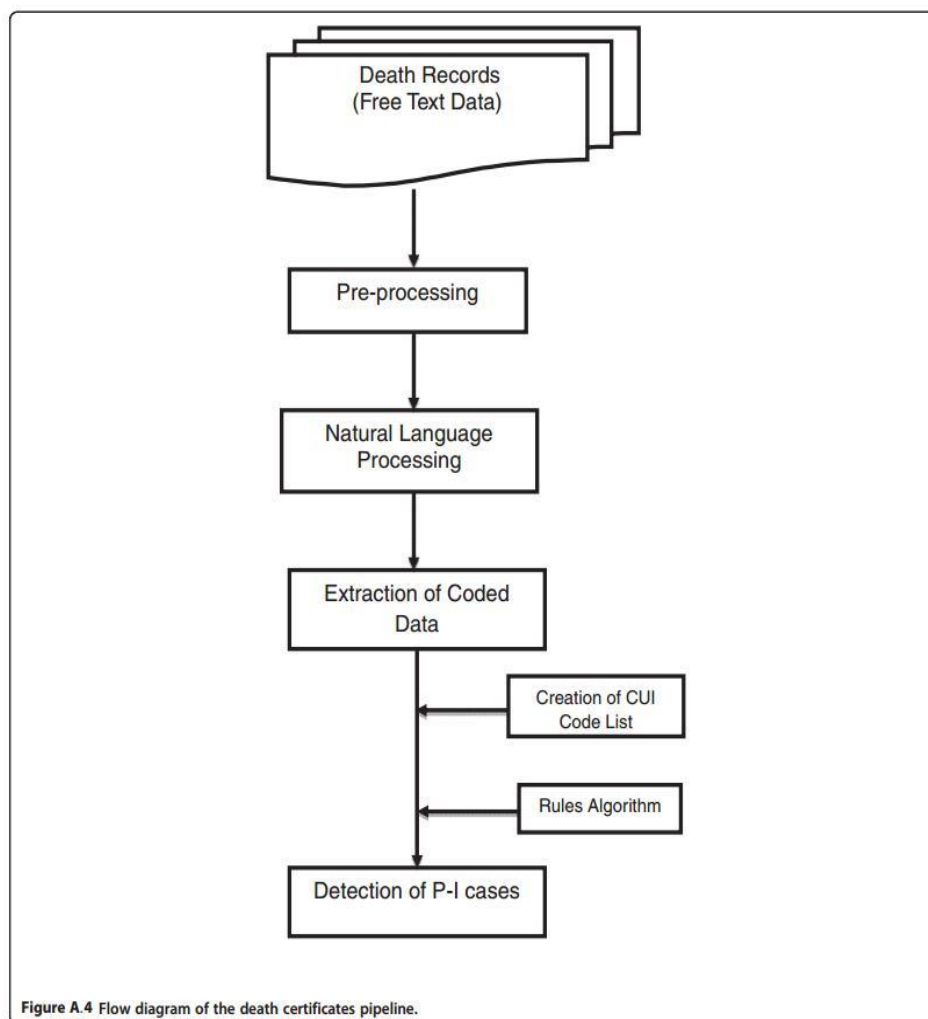 Death Records
(Free Text Data)
Pre-processing
Natural Language
Processing
Extraction of Coded
Data
Creation of CUI
Code List
Rules Algorithm
Detection of P-I cases
Figure A.4 Flow diagram of the death certificates pipeline.